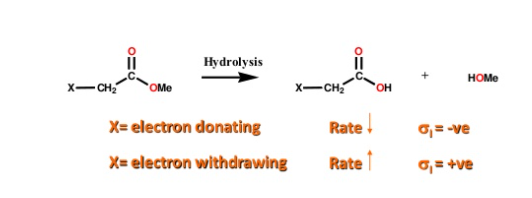 Hydrolysis
X—CH2 C O OMe
X—CH2 C O OH + HOMe
X= electron donating Rate ↓ σI = -ve
X= electron withdrawing Rate ↑ σI = +ve